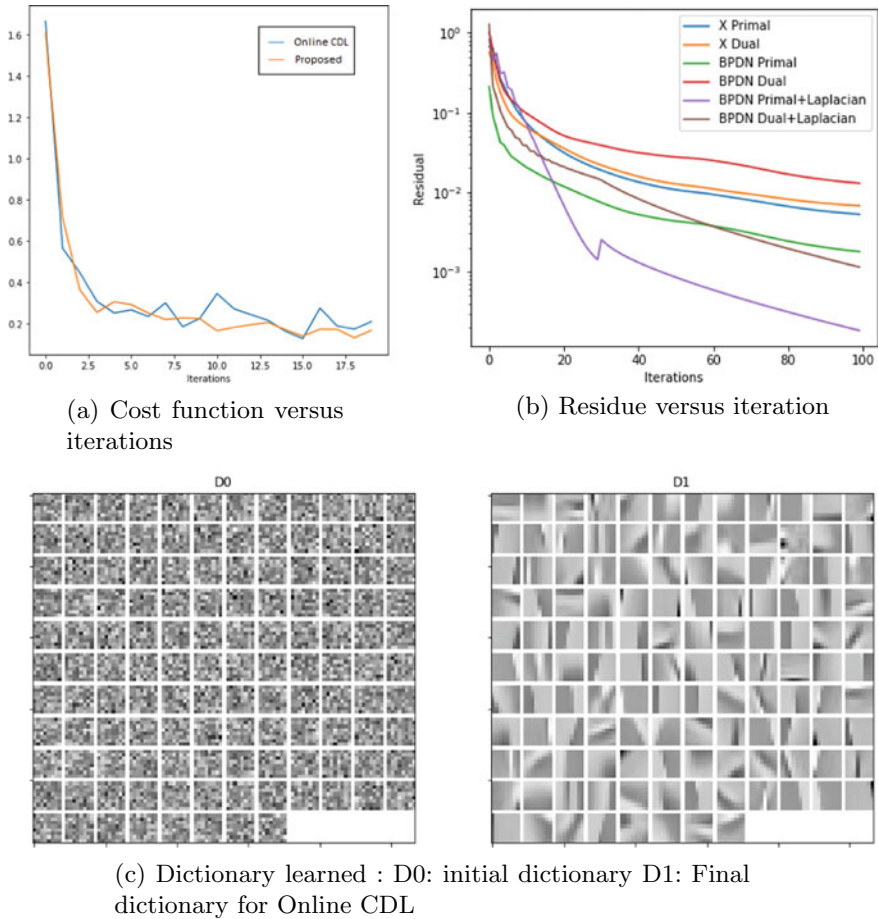 1.6
1.4
1.2
1.0
0.8
0.6
0.4
0.2
Online CDL
Proposed
0.0 2.5 5.0 7.5 10.0 12.5 15.0 17.5
Iterations
(a) Cost function versus
iterations
10⁰
10⁻¹
10⁻²
10⁻³
Residual
X Primal
X Dual
BPDN Primal
BPDN Dual
BPDN Primal+Laplacian
BPDN Dual+Laplacian
0 20 40 60 80 100
Iterations
(b) Residue versus iteration
D0
D1
(c) Dictionary learned : D0: initial dictionary D1: Final
dictionary for Online CDL